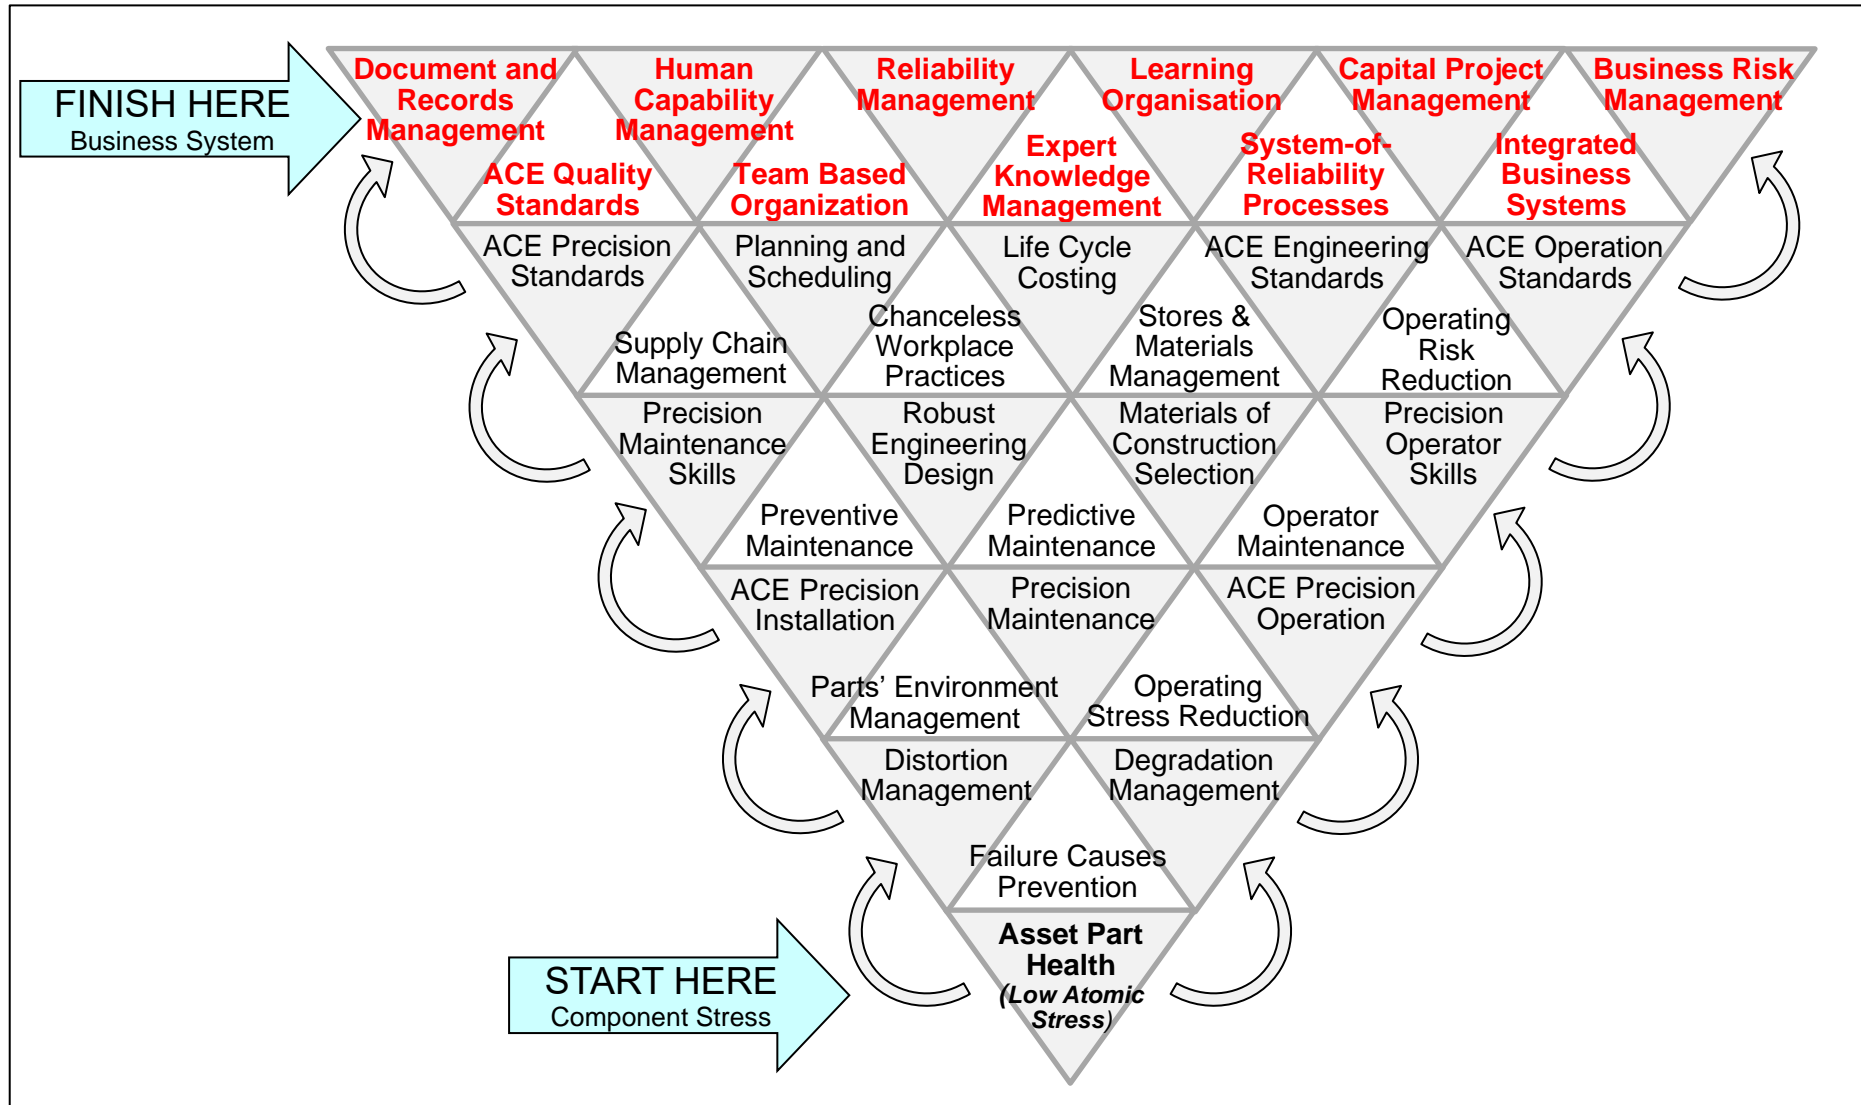 FINISH HERE
Business System
Document and
Records
Management
Human
Capability
Management
Reliability
Management
Learning
Organisation
Capital Project
Management
Business Risk
Management
ACE Quality
Standards
Team Based
Organization
Expert
Knowledge
Management
System-of-
Reliability
Processes
Integrated
Business
Systems
ACE Precision
Standards
Planning and
Scheduling
Life Cycle
Costing
ACE Engineering
Standards
ACE Operation
Standards
Supply Chain
Management
Chanceless
Workplace
Practices
Stores &
Materials
Management
Operating
Risk
Reduction
Precision
Maintenance
Skills
Robust
Engineering
Design
Materials of
Construction
Selection
Precision
Operator
Skills
Preventive
Maintenance
Predictive
Maintenance
Operator
Maintenance
ACE Precision
Installation
Precision
Maintenance
ACE Precision
Operation
Parts’ Environment
Management
Operating
Stress Reduction
Distortion
Management
Degradation
Management
Failure Causes
Prevention
START HERE
Component Stress
Asset Part
Health
(Low Atomic
Stress)